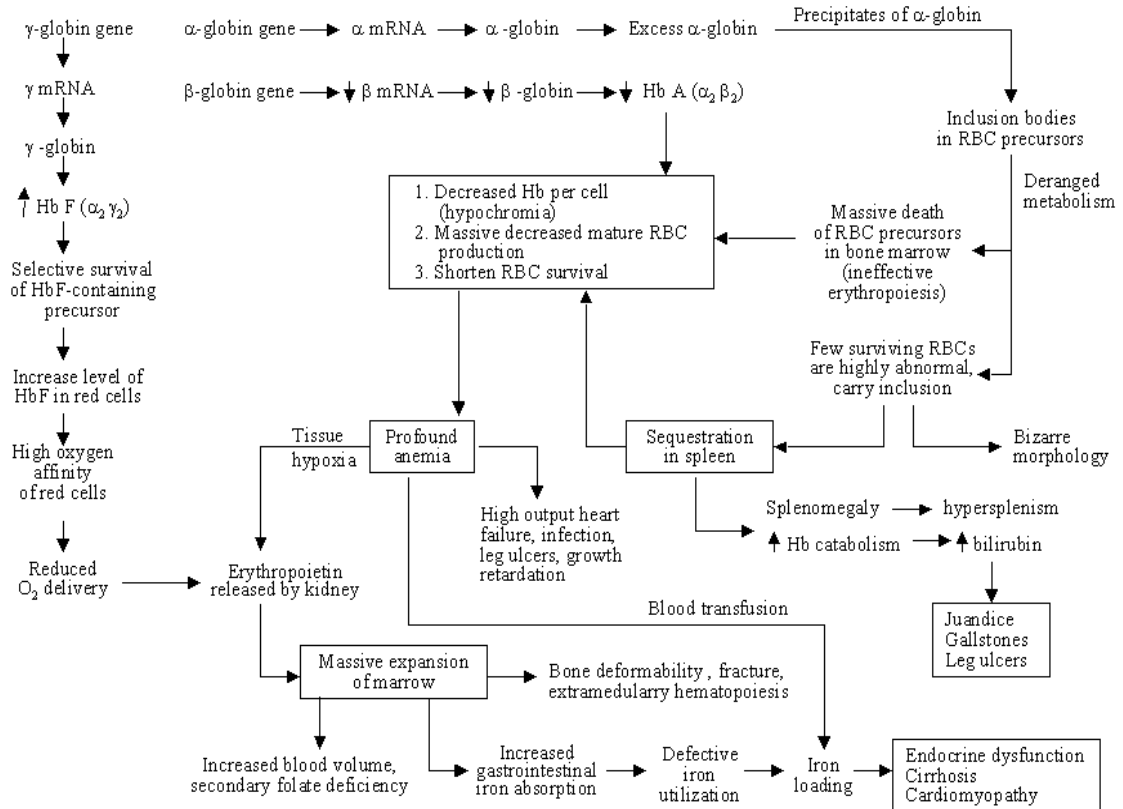 Precipitates of α-globin
γ-globin gene
α-globin gene
α mRNA
α -globin
Excess α-globin
γ mRNA
β-globin gene
β mRNA
β -globin
Hb A (α2 β2)
Inclusion bodies
in RBC precursors
γ -globin
Hb F (α2 γ2)
1. Decreased Hb per cell
(hypochromia)
2. Massive decreased mature RBC
production
3. Shorten RBC survival
Massive death
of RBC precursors
in bone marrow
(ineffective
erythropoiesis)
Deranged
metabolism
Selective survival
of HbF-containing
precursor
Few surviving RBCs
are highly abnormal,
carry inclusion
Increase level of
HbF in red cells
Tissue
hypoxia
Profound
anemia
Sequestration
in spleen
Bizarre
morphology
High oxygen
affinity
of red cells
High output heart
failure, infection,
leg ulcers, growth
retardation
Splenomegaly
hypersplenism
Hb catabolism
bilirubin
Reduced
O2 delivery
Erythropoietin
released by kidney
Blood transfusion
Juandice
Gallstones
Leg ulcers
Massive expansion
of marrow
Bone deformability , fracture,
extramedularry hematopoiesis
Increased blood volume,
secondary folate deficiency
Increased
gastrointestinal
iron absorption
Defective
iron
utilization
Iron
loading
Endocrine dysfunction
Cirrhosis
Cardiomyopathy